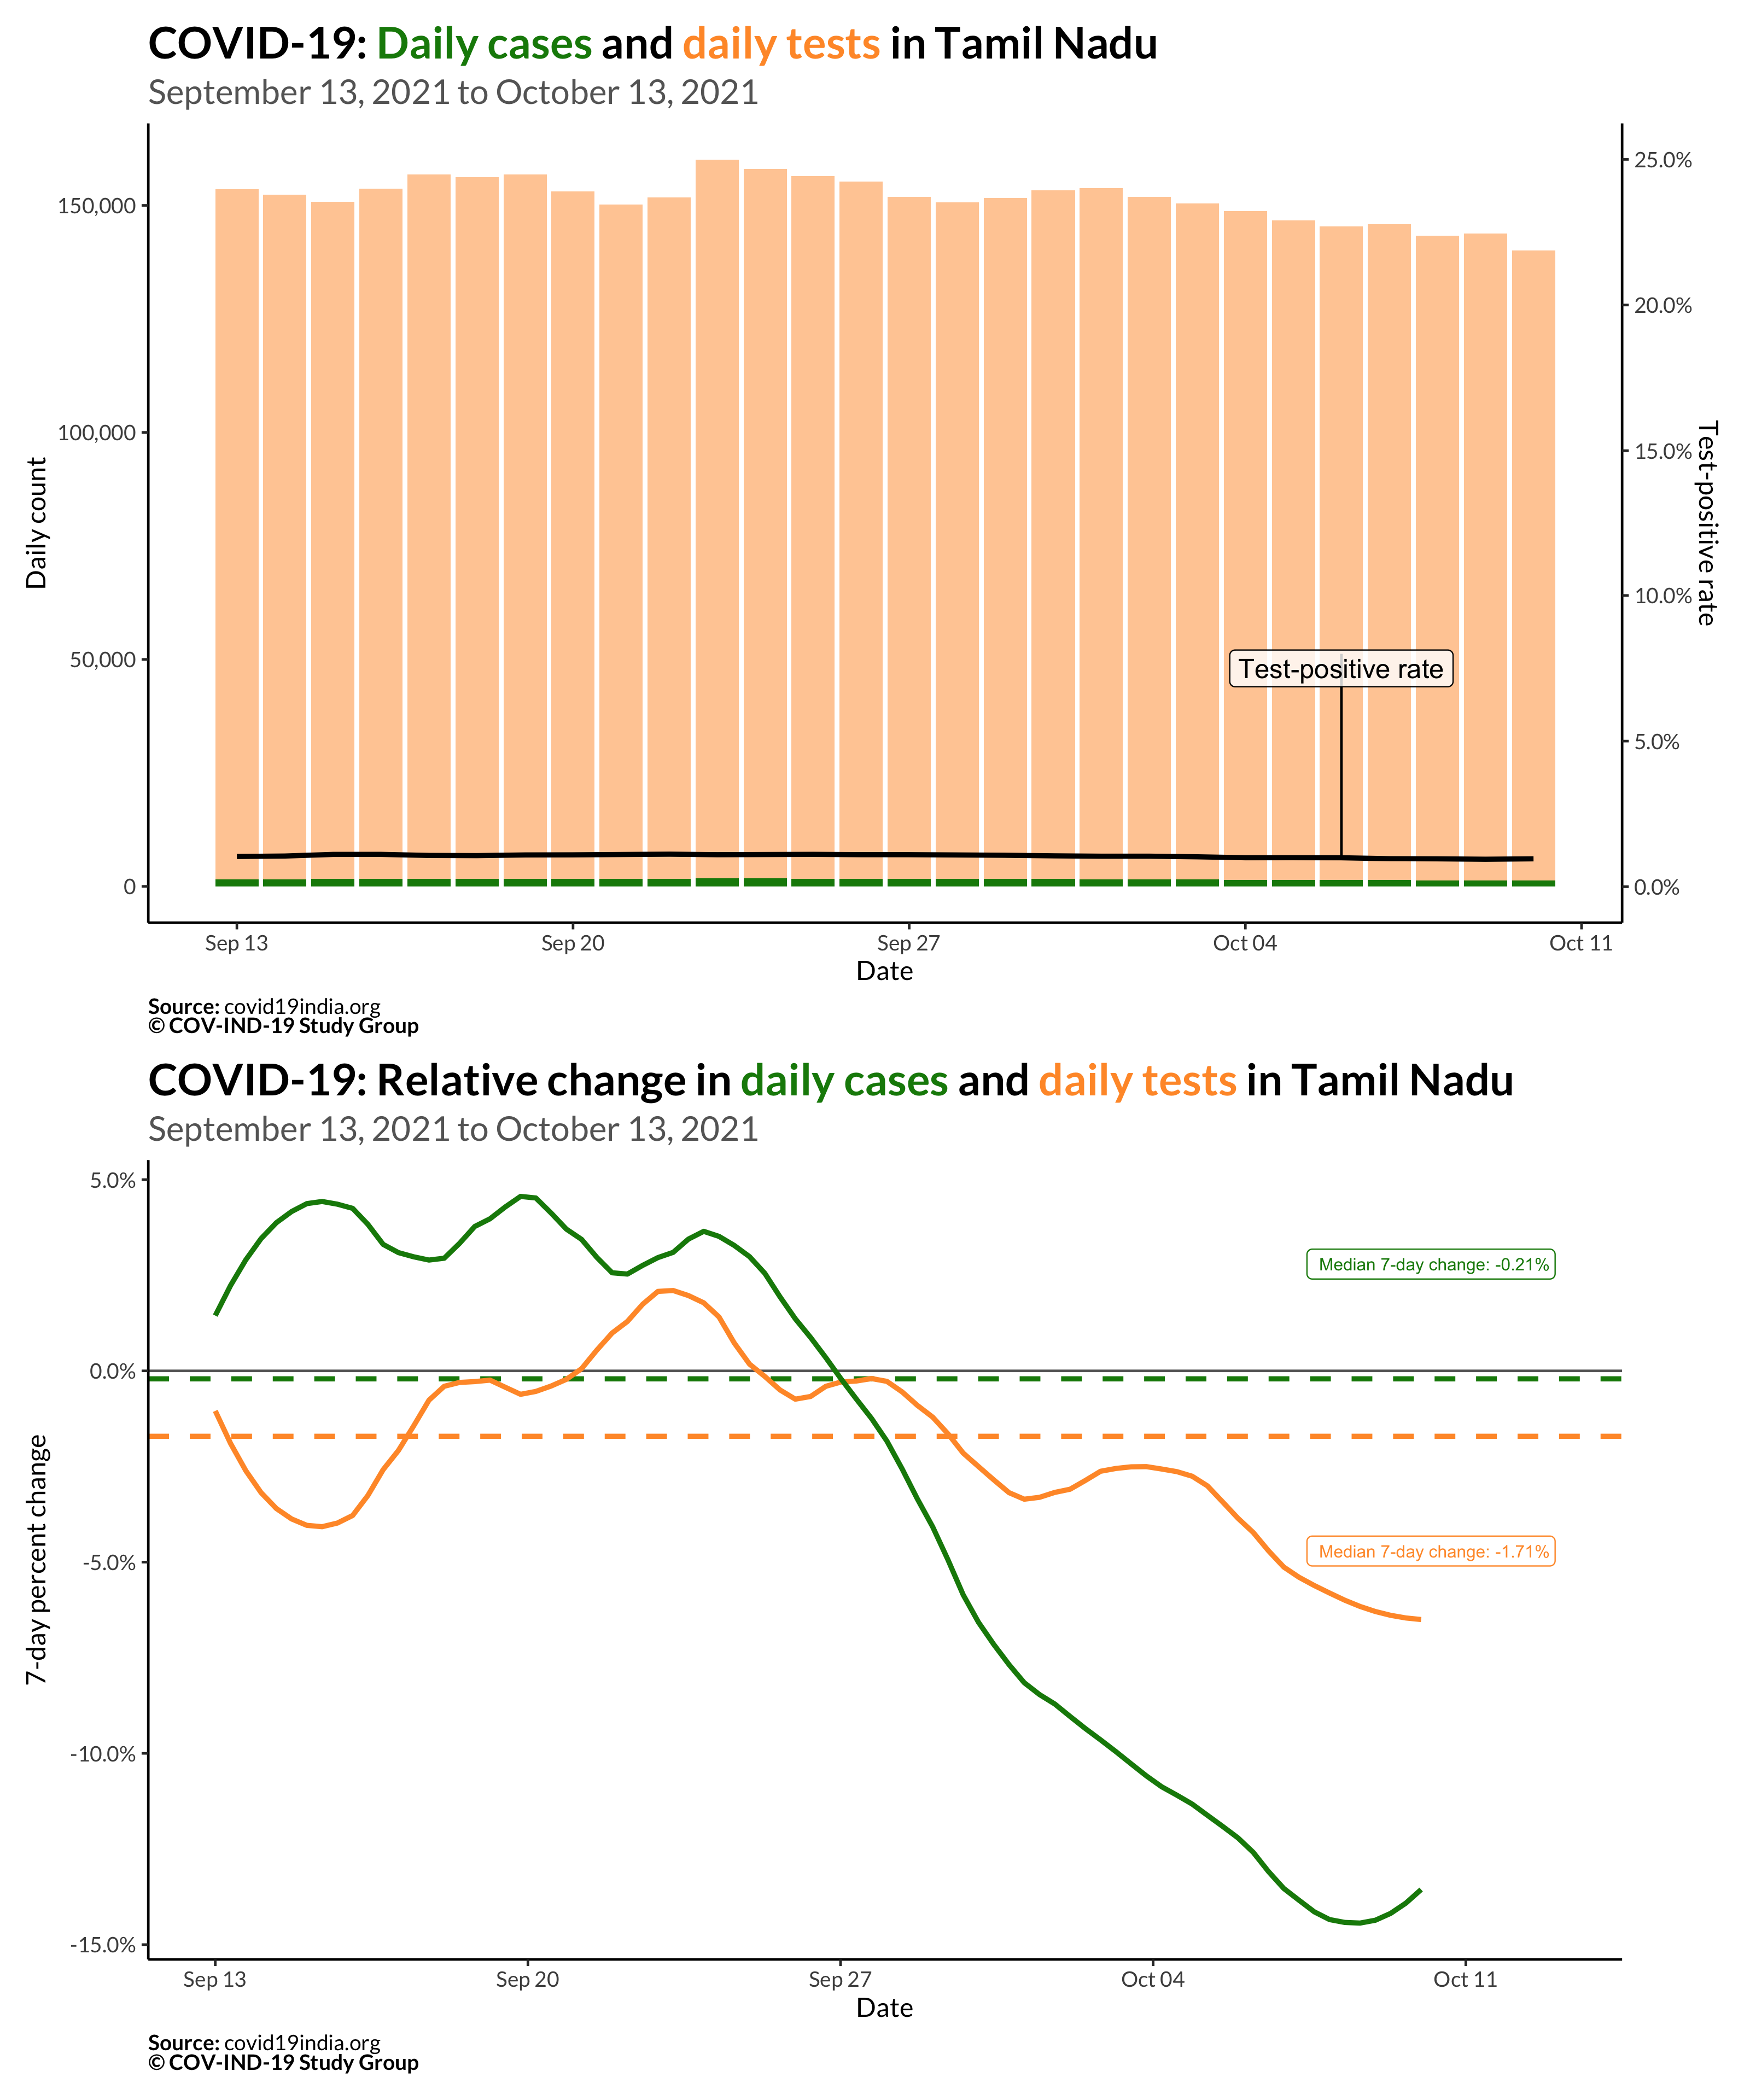 COVID-19: Daily cases and daily tests in Tamil Nadu
September 13, 2021 to October 13, 2021
Daily count
150,000
100,000
50,000
0
25.0%
20.0%
15.0%
10.0%
5.0%
0.0%
Test-positive rate
Test-positive rate
Sep 13
Sep 20
Sep 27
Oct 04
Oct 11
Date
Source: covid19india.org
© COV-IND-19 Study Group
COVID-19: Relative change in daily cases and daily tests in Tamil Nadu
September 13, 2021 to October 13, 2021
7-day percent change
5.0%
0.0%
-5.0%
-10.0%
-15.0%
Median 7-day change: -0.21%
Median 7-day change: -1.71%
Sep 13
Sep 20
Sep 27
Oct 04
Oct 11
Date
Source: covid19india.org
© COV-IND-19 Study Group